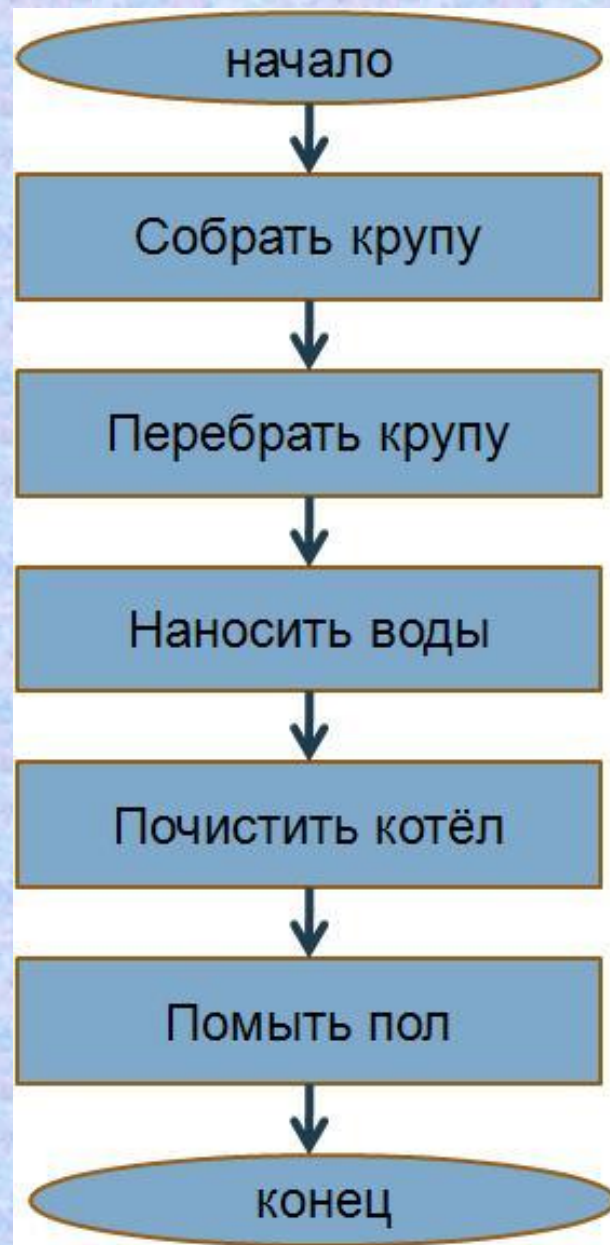 начало
Собрать крупу
Перебрать крупу
Наносить воды
Почистить котёл
Помыть пол
конец